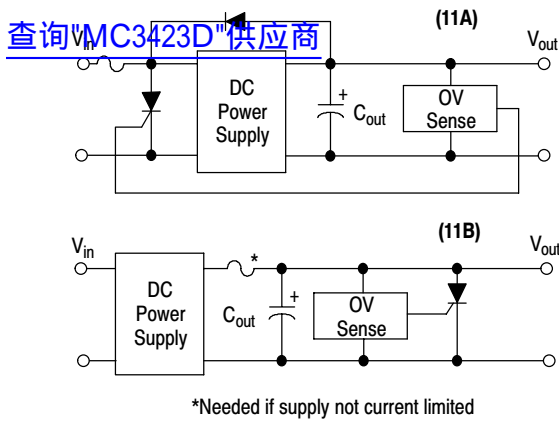 (11A)
查询"MC3423D"供应商
Vin
Vout
DC
Power
Supply
+
Cout
OV
Sense
(11B)
Vin
*
Vout
DC
Power
Supply
+
Cout
OV
Sense
*Needed if supply not current limited